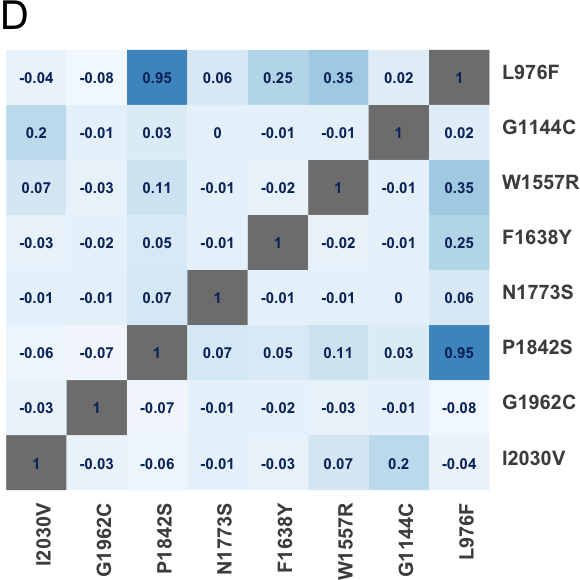 D
-0.04 -0.08 0.95 0.06 0.25 0.35 0.02 1 L976F
0.2 -0.01 0.03 0 -0.01 -0.01 1 0.02 G1144C
0.07 -0.03 0.11 -0.01 -0.02 1 -0.01 0.35 W1557R
-0.03 -0.02 0.05 -0.01 1 -0.02 -0.01 0.25 F1638Y
-0.01 -0.01 0.07 1 -0.01 -0.01 0 0.06 N1773S
-0.06 -0.07 1 0.07 0.05 0.11 0.03 0.95 P1842S
-0.03 1 -0.07 -0.01 -0.02 -0.03 -0.01 -0.08 G1962C
1 -0.03 -0.06 -0.01 -0.03 0.07 0.2 -0.04 I2030V
I2030V G1962C P1842S N1773S F1638Y W1557R G1144C L976F